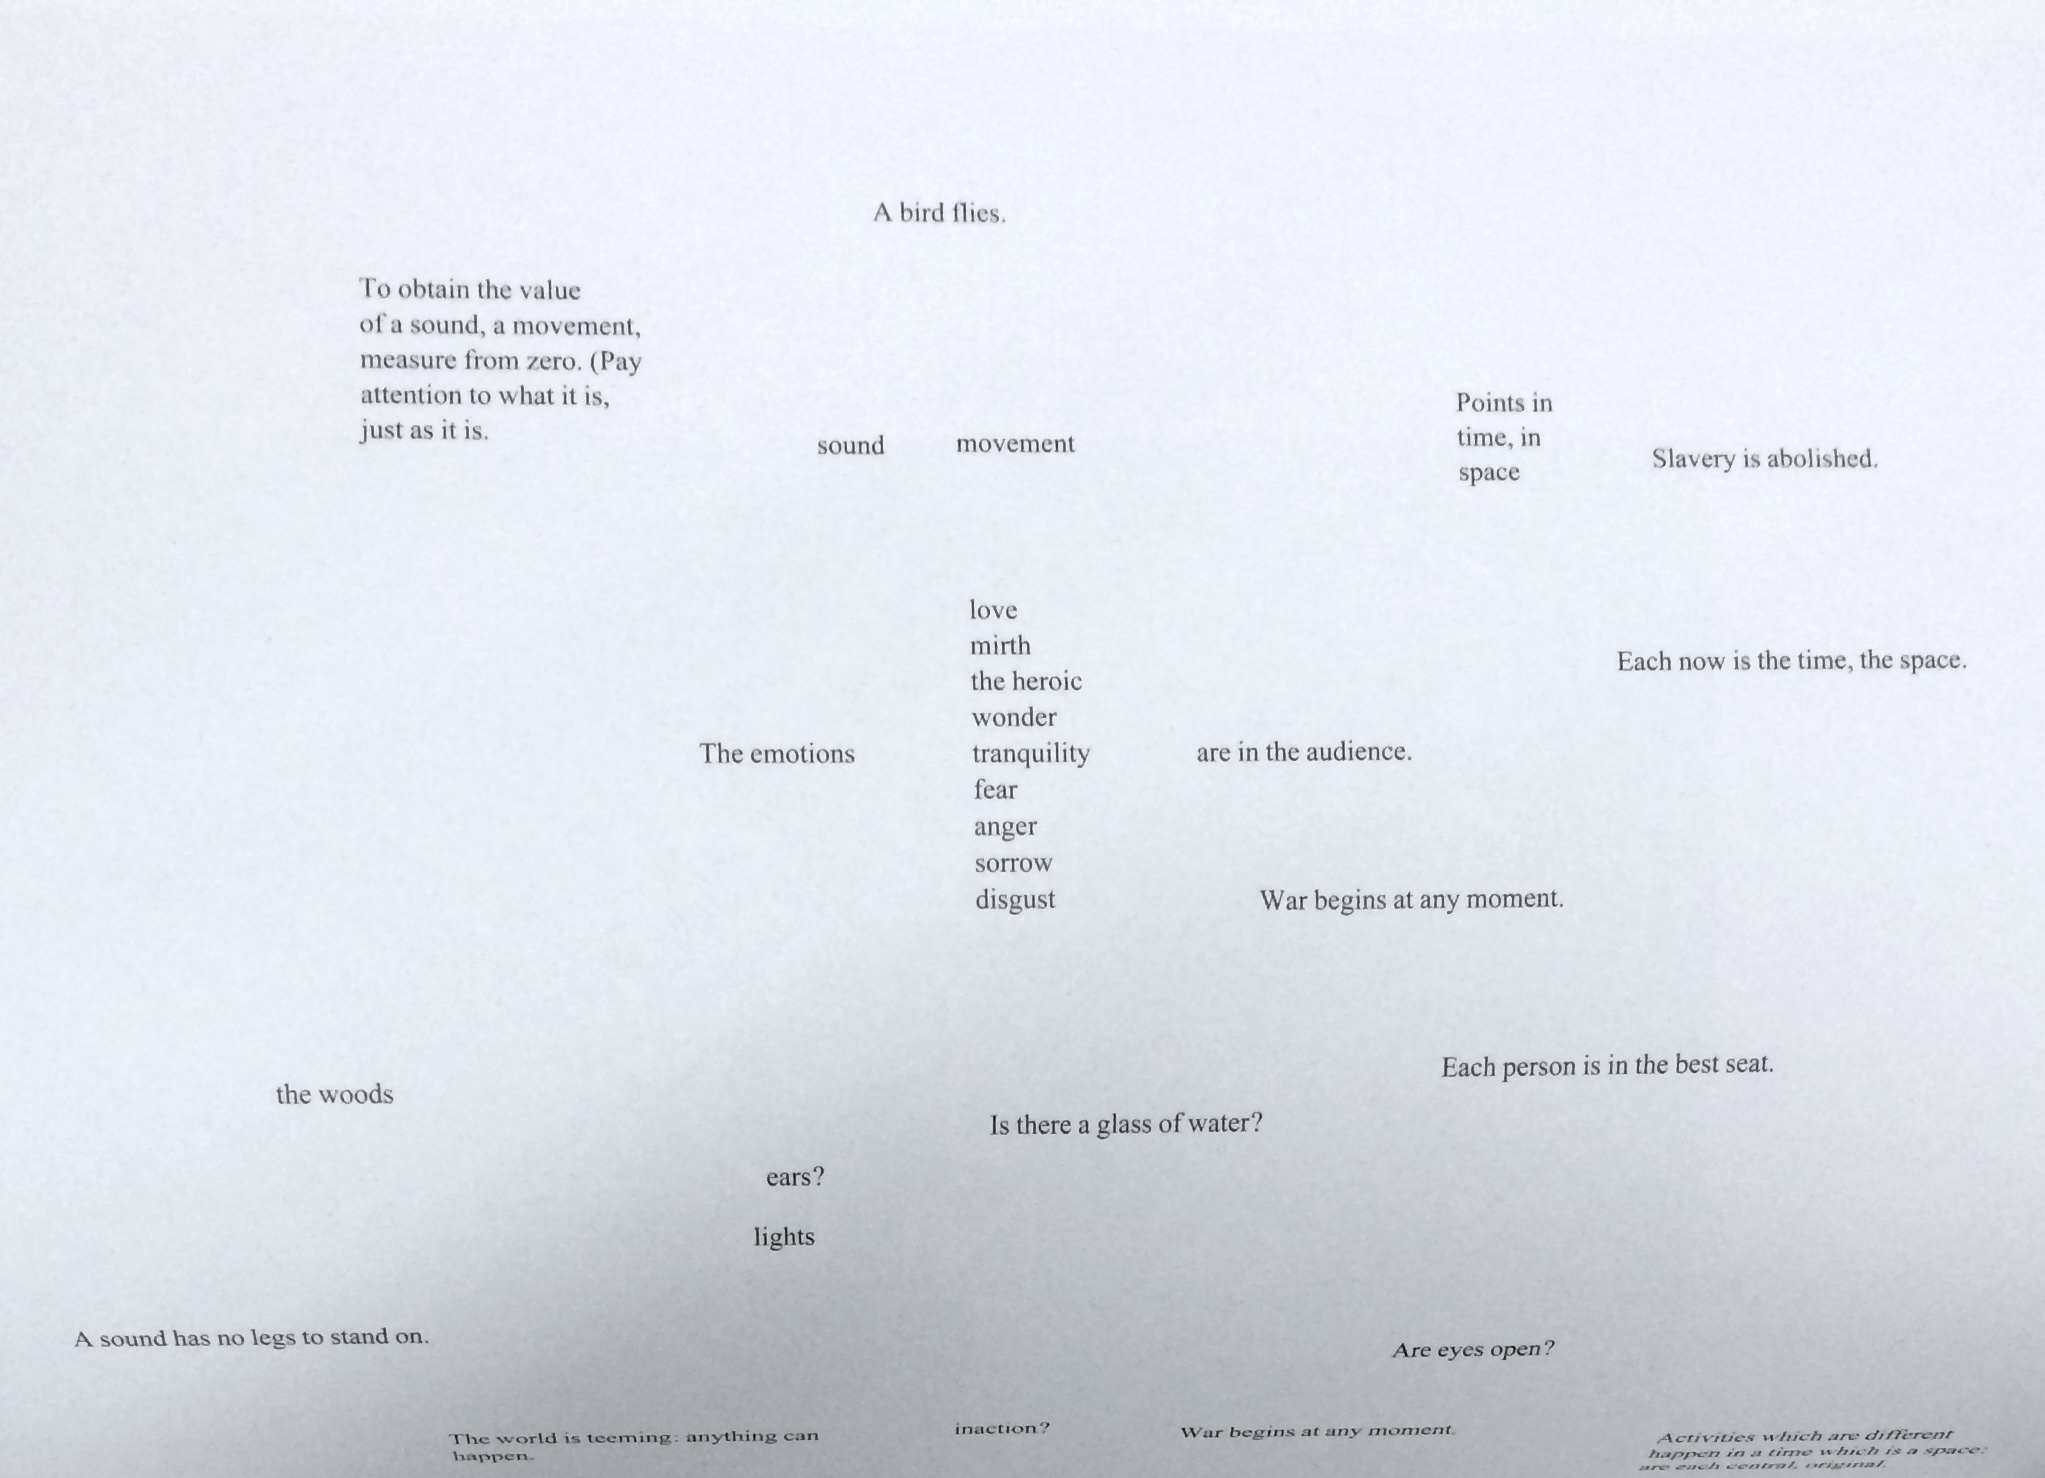 A bird flies.
To obtain the value
of a sound, a movement,
measure from zero. (Pay
attention to what it is,
just as it is.
sound movement
Points in
time, in
space
Slavery is abolished.
love
mirth
the heroic
wonder
The emotions tranquility are in the audience.
fear
anger
sorrow
disgust
Each now is the time, the space.
War begins at any moment.
Each person is in the best seat.
the woods
Is there a glass of water?
ears?
lights
A sound has no legs to stand on.
Are eyes open?
The world is teeming: anything can
happen.
inaction?
War begins at any moment.
Activities which are different
happen in a time which is a space:
are each central, original.